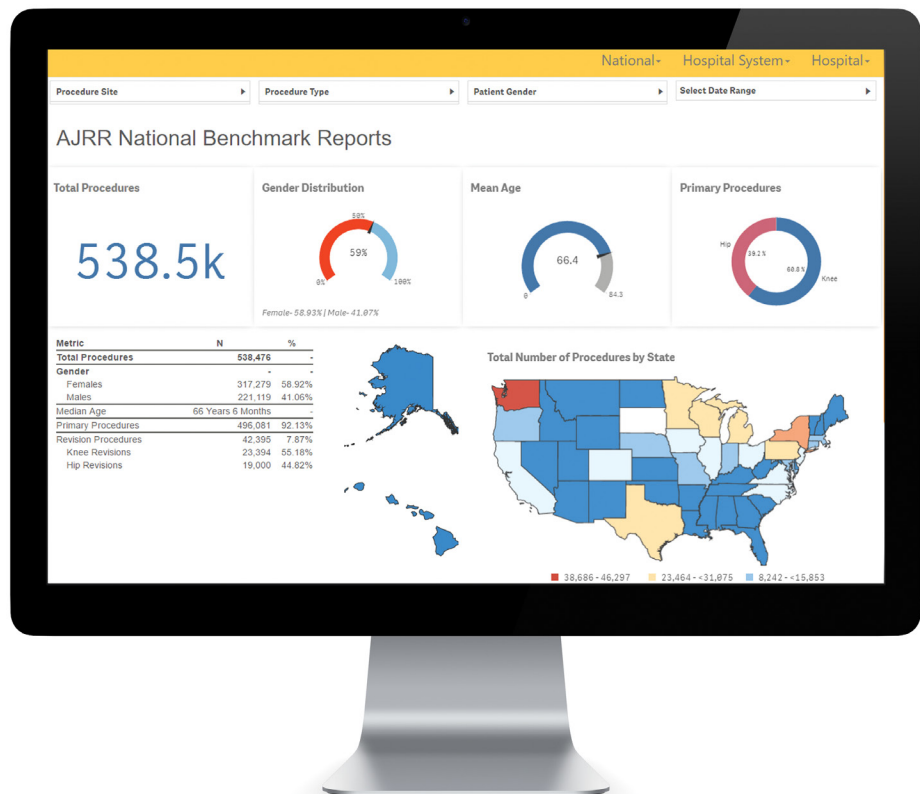 National Hospital System Hospital
Procedure Site Procedure Type Patient Gender Select Date Range
AJRR National Benchmark Reports
Total Procedures
538.5k
Gender Distribution
50%
59%
0% 100%
Female- 58.93% | Male- 41.07%
Mean Age
66.4
0 84.3
Primary Procedures
Hip
39.2%
60.8%
Knee
Metric N %
Total Procedures 538,476 -
Gender - -
Females 317,279 58.92%
Males 221,119 41.06%
Median Age 66 Years 6 Months -
Primary Procedures 496,081 92.13%
Revision Procedures 42,395 7.87%
Knee Revisions 23,394 55.18%
Hip Revisions 19,000 44.82%
Total Number of Procedures by State
38,686 - 46,297 23,464 - <31,075 8,242 - <15,853